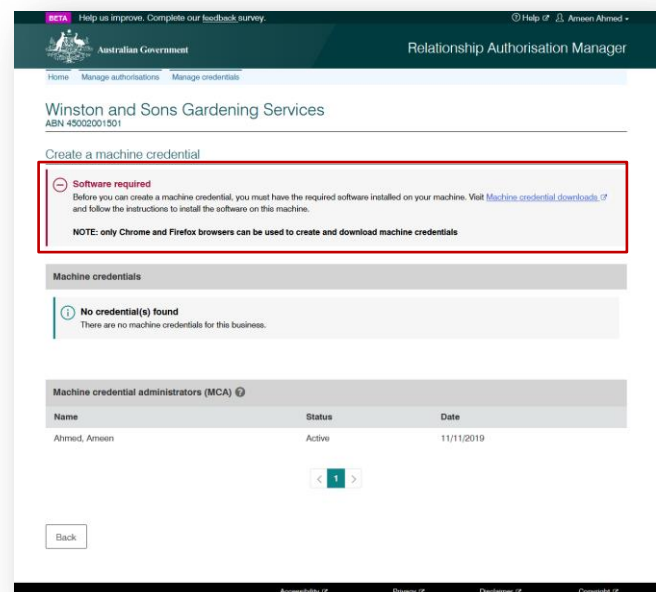 BETA Help us improve. Complete our feedback survey. Help Ameen Ahmed
Australian Government Relationship Authorisation Manager
Home Manage authorisations Manage credentials
Winston and Sons Gardening Services
ABN 45002001501
Create a machine credential
Software required
Before you can create a machine credential, you must have the required software installed on your machine. Visit Machine credential downloads
and follow the instructions to install the software on this machine.
NOTE: only Chrome and Firefox browsers can be used to create and download machine credentials
Machine credentials
No credential(s) found
There are no machine credentials for this business.
Machine credential administrators (MCA) ?
Name Status Date
Ahmed, Ameen Active 11/11/2019
< 1 >
Back
Accessibility Privacy Disclaimer Copyright